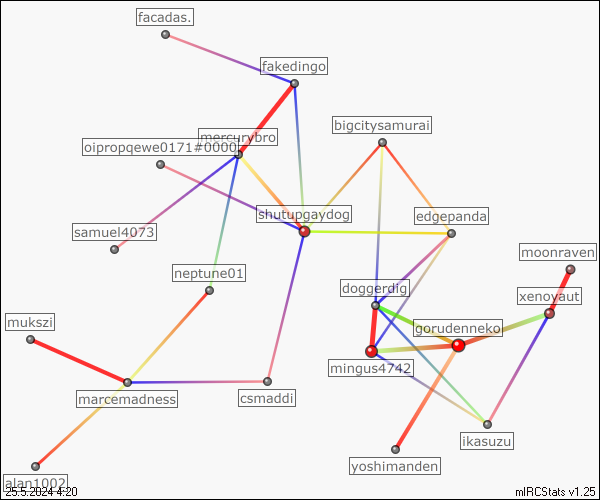 facadas.
fakedingo
bigcitysamurai
mercurybro
oipropqewe0171#0000
shutupgaydog
edgepanda
samuel4073
moonraven
neptune01
doggerdig
xenoyaut
mukszi
gorudenneko
mingus4742
marcemadness
csmaddi
ikasuzu
yoshimanden
alan1002
25.5.2024 4:20
mIRCStats v1.25